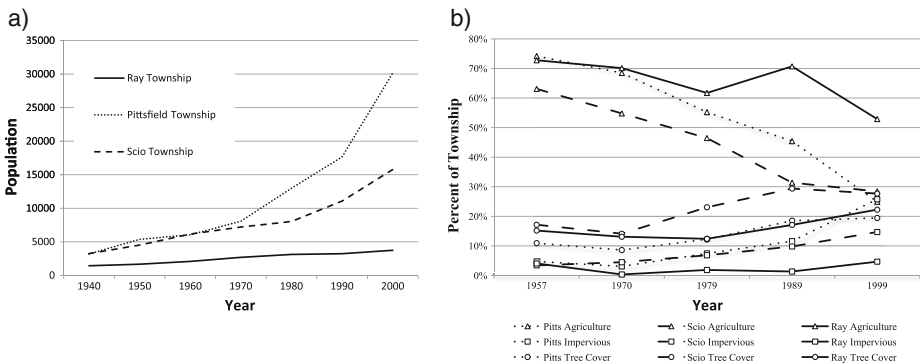 a)
35000
30000
25000
20000
15000
10000
5000
0
Population
Ray Township
Pittsfield Township
Scio Township
1940 1950 1960 1970 1980 1990 2000
Year
b)
80%
70%
60%
50%
40%
30%
20%
10%
0%
Percent of Township
1957 1970 1979 1989 1999
Year
Pitts Agriculture Scio Agriculture Ray Agriculture
Pitts Impervious Scio Impervious Ray Impervious
Pitts Tree Cover Scio Tree Cover Ray Tree Cover